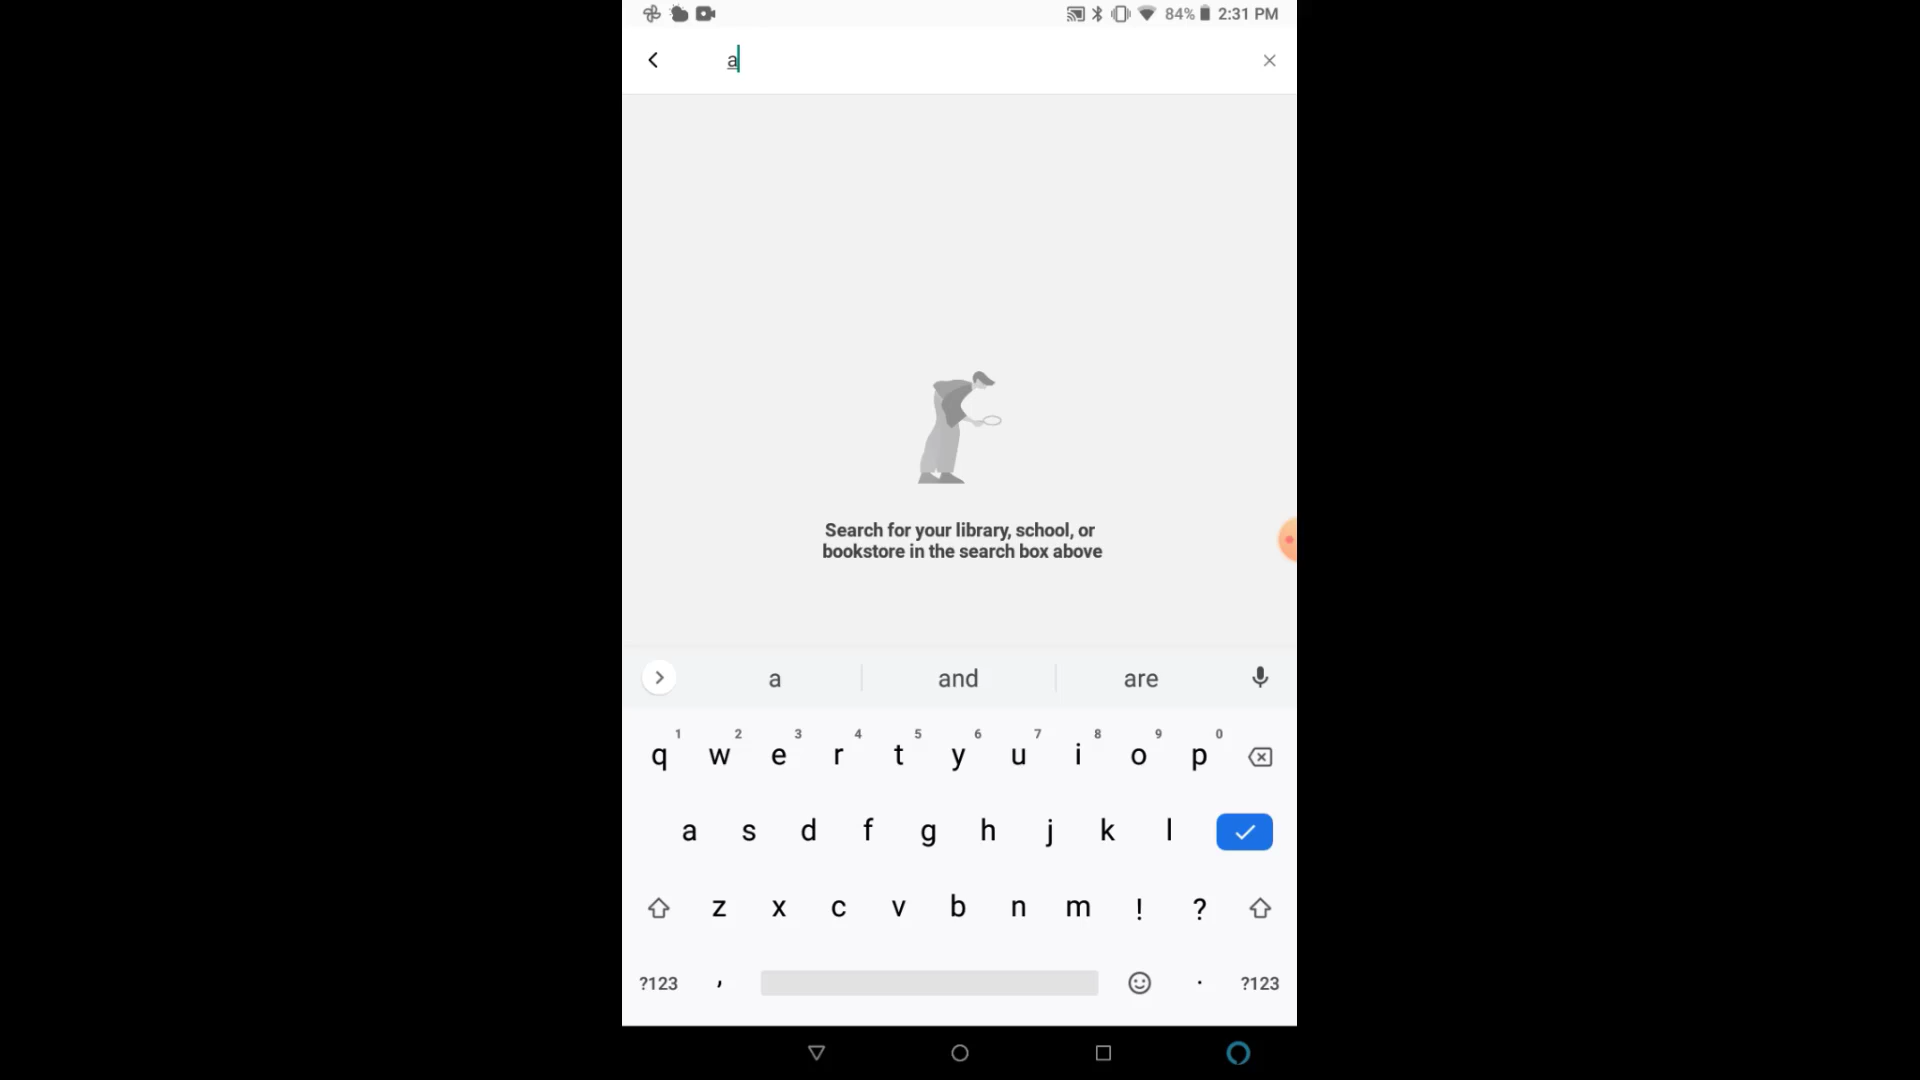 84% 2:31 PM
a
Search for your library, school, or
bookstore in the search box above
a and are
1 2 3 4 5 6 7 8 9 0
q w e r t y u i o p
a s d f g h j k l
z x c v b n m ! ?
?123 , . ?123